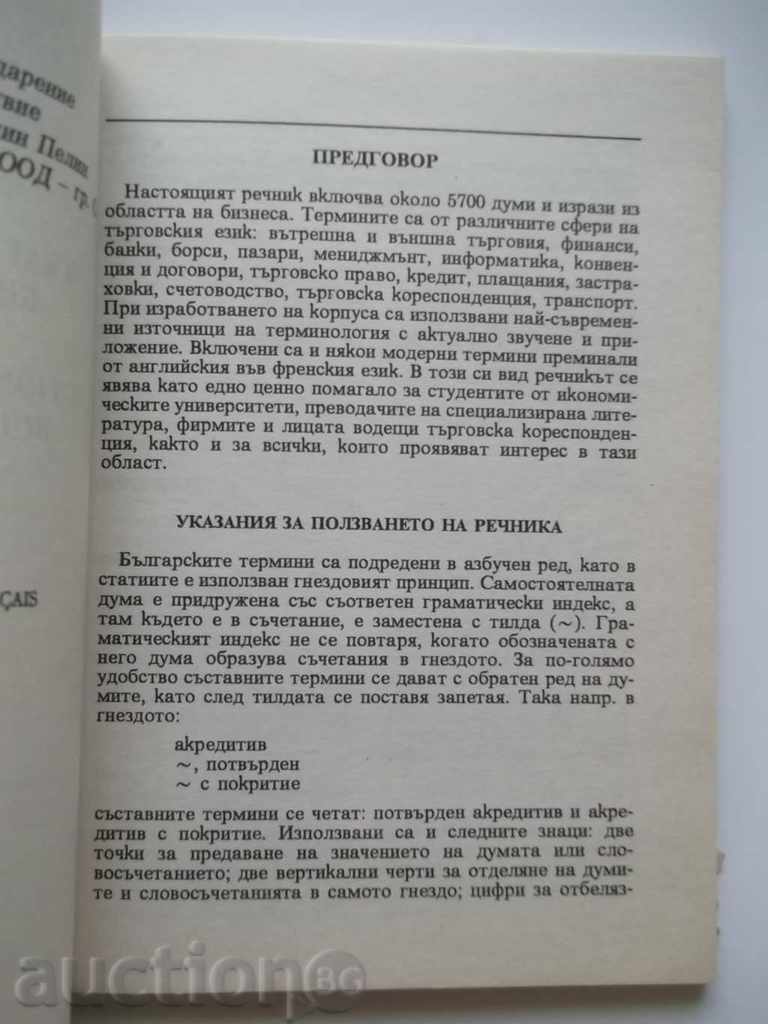 дарение
твие
ин Пелин
ООД – гр.
ÇAIS
ПРЕДГОВОР
Настоящият речник включва около 5700 думи и изрази из
областта на бизнеса. Термините са от различните сфери на
търговския език: вътрешна и външна търговия, финанси,
банки, борси, пазари, мениджмънт, информатика, конвен-
ция и договори, търговско право, кредит, плащания, застра-
ховки, счетоводство, търговска кореспонденция, транспорт.
При изработването на корпуса са използвани най-съвремен-
ни източници на терминология с актуално звучене и при-
ложение. Включени са и някои модерни термини преминали
от английския във френския език. В този си вид речникът се
явява като едно ценно помагало за студентите от икономи-
ческите университети, преводачите на специализирана лите-
ратура, фирмите и лицата водещи търговска кореспонден-
ция, както и за всички, които проявяват интерес в тази
област.
УКАЗАНИЯ ЗА ПОЛЗВАНЕТО НА РЕЧНИКА
Българските термини са подредени в азбучен ред, като в
статиите е използван гнездовият принцип. Самостоятелната
дума е придружена със съответен граматически индекс, а
там където е в съчетание, е заместена с тилда (~). Гра-
матическият индекс не се повтаря, когато обозначената с
него дума образува съчетания в гнездото. За по-голямо
удобство съставните термини се дават с обратен ред на ду-
мите, като след тилдата се поставя запетая. Така напр. в
гнездото:
акредитив
~, потвърден
~ с покритие
съставните термини се четат: потвърден акредитив и акре-
дитив с покритие. Използвани са и следните знаци: две
точки за предаване на значението на думата или сло-
восъчетанието; две вертикални черти за отделяне на думи-
те и словосъчетанията в самото гнездо; цифри за отбеляз-
auction BG